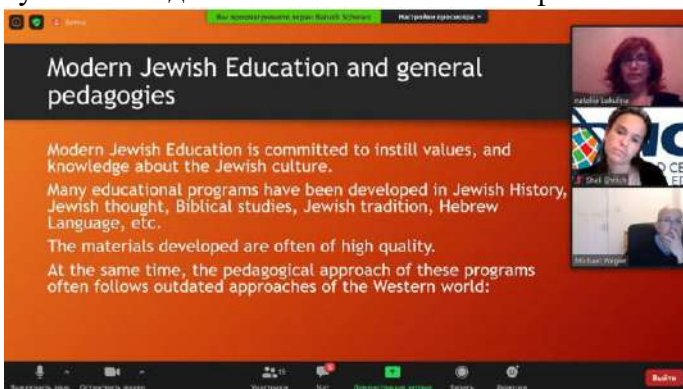 Вы просматриваете экран Baruch Schwarz
Настройки просмотра
Modern Jewish Education and general
pedagogies
Modern Jewish Education is committed to instill values, and
knowledge about the Jewish culture.
Many educational programs have been developed in Jewish History,
Jewish thought, Biblical studies, Jewish tradition, Hebrew
Language, etc.
The materials developed are often of high quality.
At the same time, the pedagogical approach of these programs
often follows outdated approaches of the Western world:
Shell Ehrlich
15
Выйти